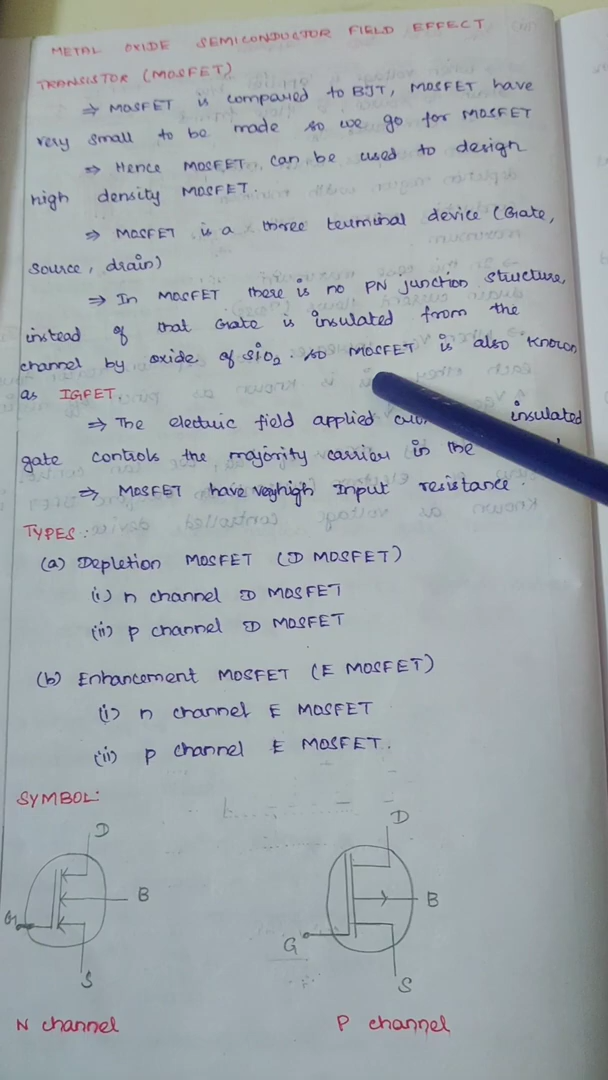 METAL OXIDE SEMICONDUCTOR FIELD EFFECT
TRANSISTOR (MOSFET)
⇒ MOSFET is compared to BJT, MOSFET have
very small to be made so we go for MOSFET
⇒ Hence MOSFET can be used to design
high density MOSFET.
⇒ MOSFET is a three terminal device (Gate,
source, drain)
⇒ In MOSFET there is no PN junction structure,
instead of that Gate is insulated from the
channel by oxide of SiO2. so MOSFET is also known
as IGFET.
⇒ The electric field applied insulated
gate controls the majority carrier in the
⇒ MOSFET have very high Input resistance.
TYPES:
(a) Depletion MOSFET (D MOSFET)
(i) n channel D MOSFET
(ii) p channel D MOSFET
(b) Enhancement MOSFET (E MOSFET)
(i) n channel E MOSFET
(ii) p channel E MOSFET.
SYMBOL:
D D
B B
G G
S S
N channel P channel